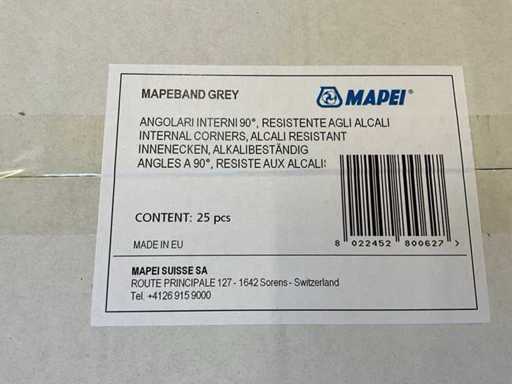 MAPEBAND GREY
MAPEI
ANGOLARI INTERNI 90°, RESISTENTE AGLI ALCALI
INTERNAL CORNERS, ALCALI RESISTANT
INNENECKEN, ALKALIBESTÄNDIG
ANGLES A 90°, RESISTE AUX ALCALIS
CONTENT: 25 pcs
8 022452 800627 >
MADE IN EU
MAPEI SUISSE SA
ROUTE PRINCIPALE 127 - 1642 Sorens - Switzerland
Tel. +4126 915 9000